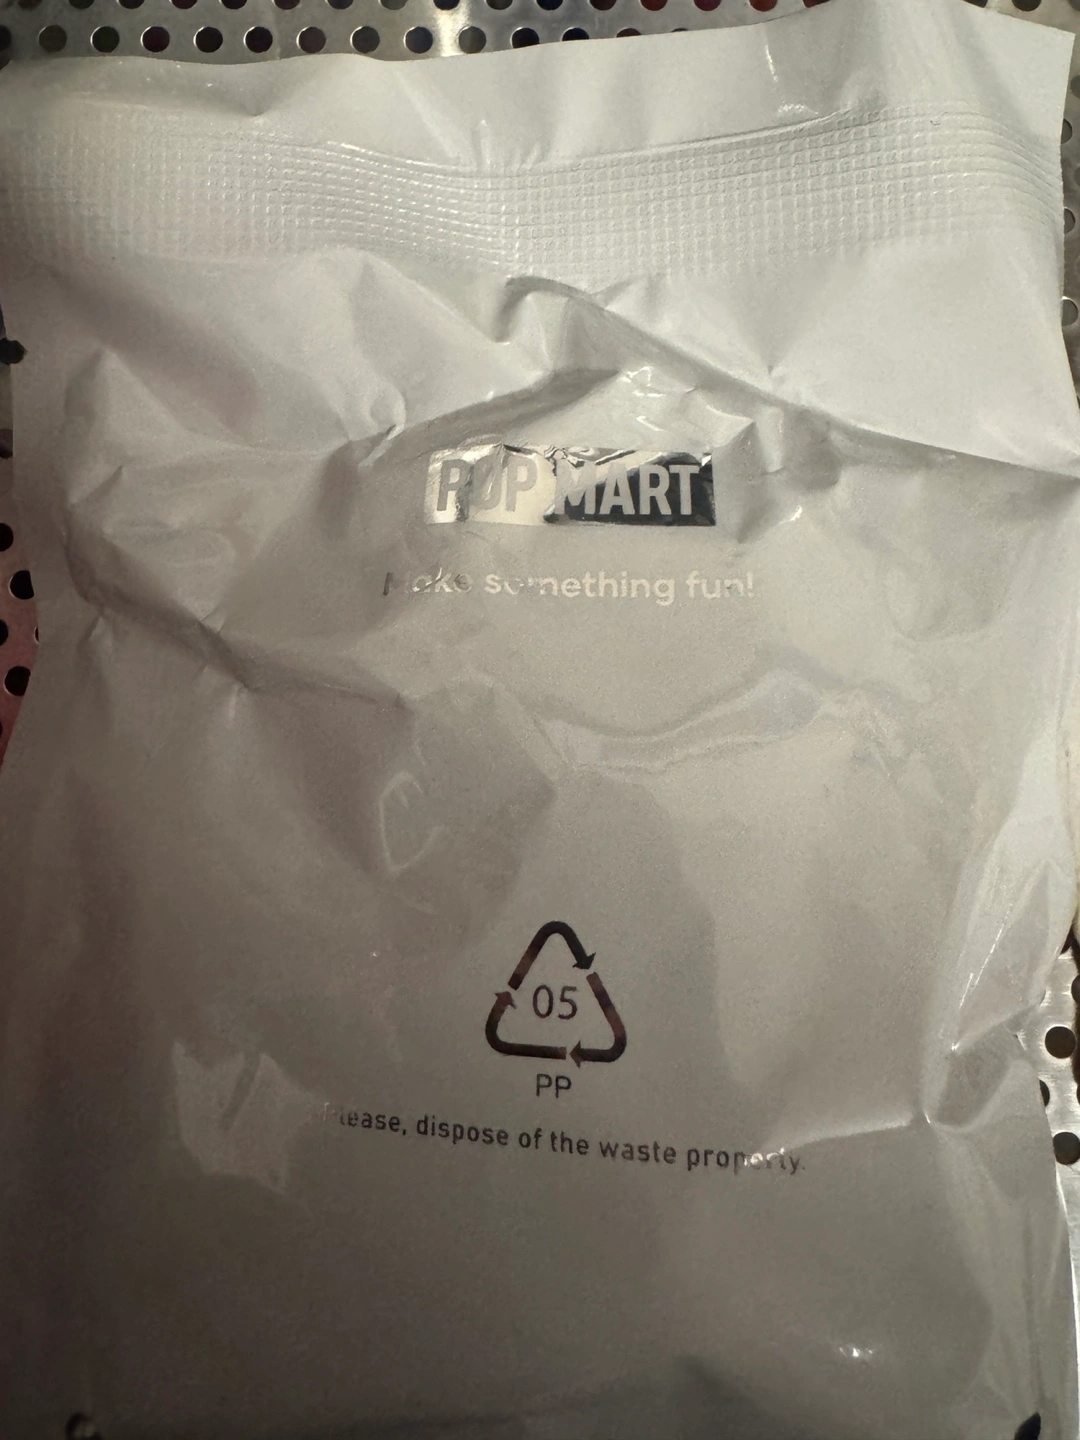 POP MART
Make something fun!
05
PP
Please, dispose of the waste properly.